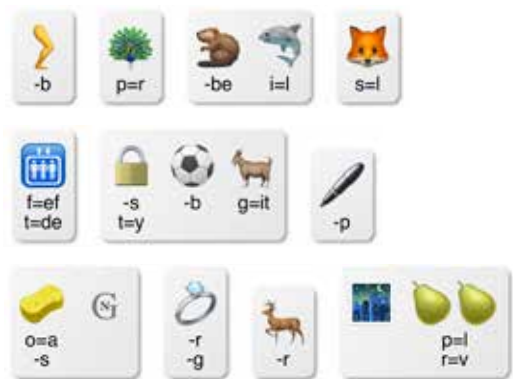 -b p=r -be i=l s=l
f=ef -s -b g=it -p
t=de t=y
o=a -r -r p=l
-s -g r=v